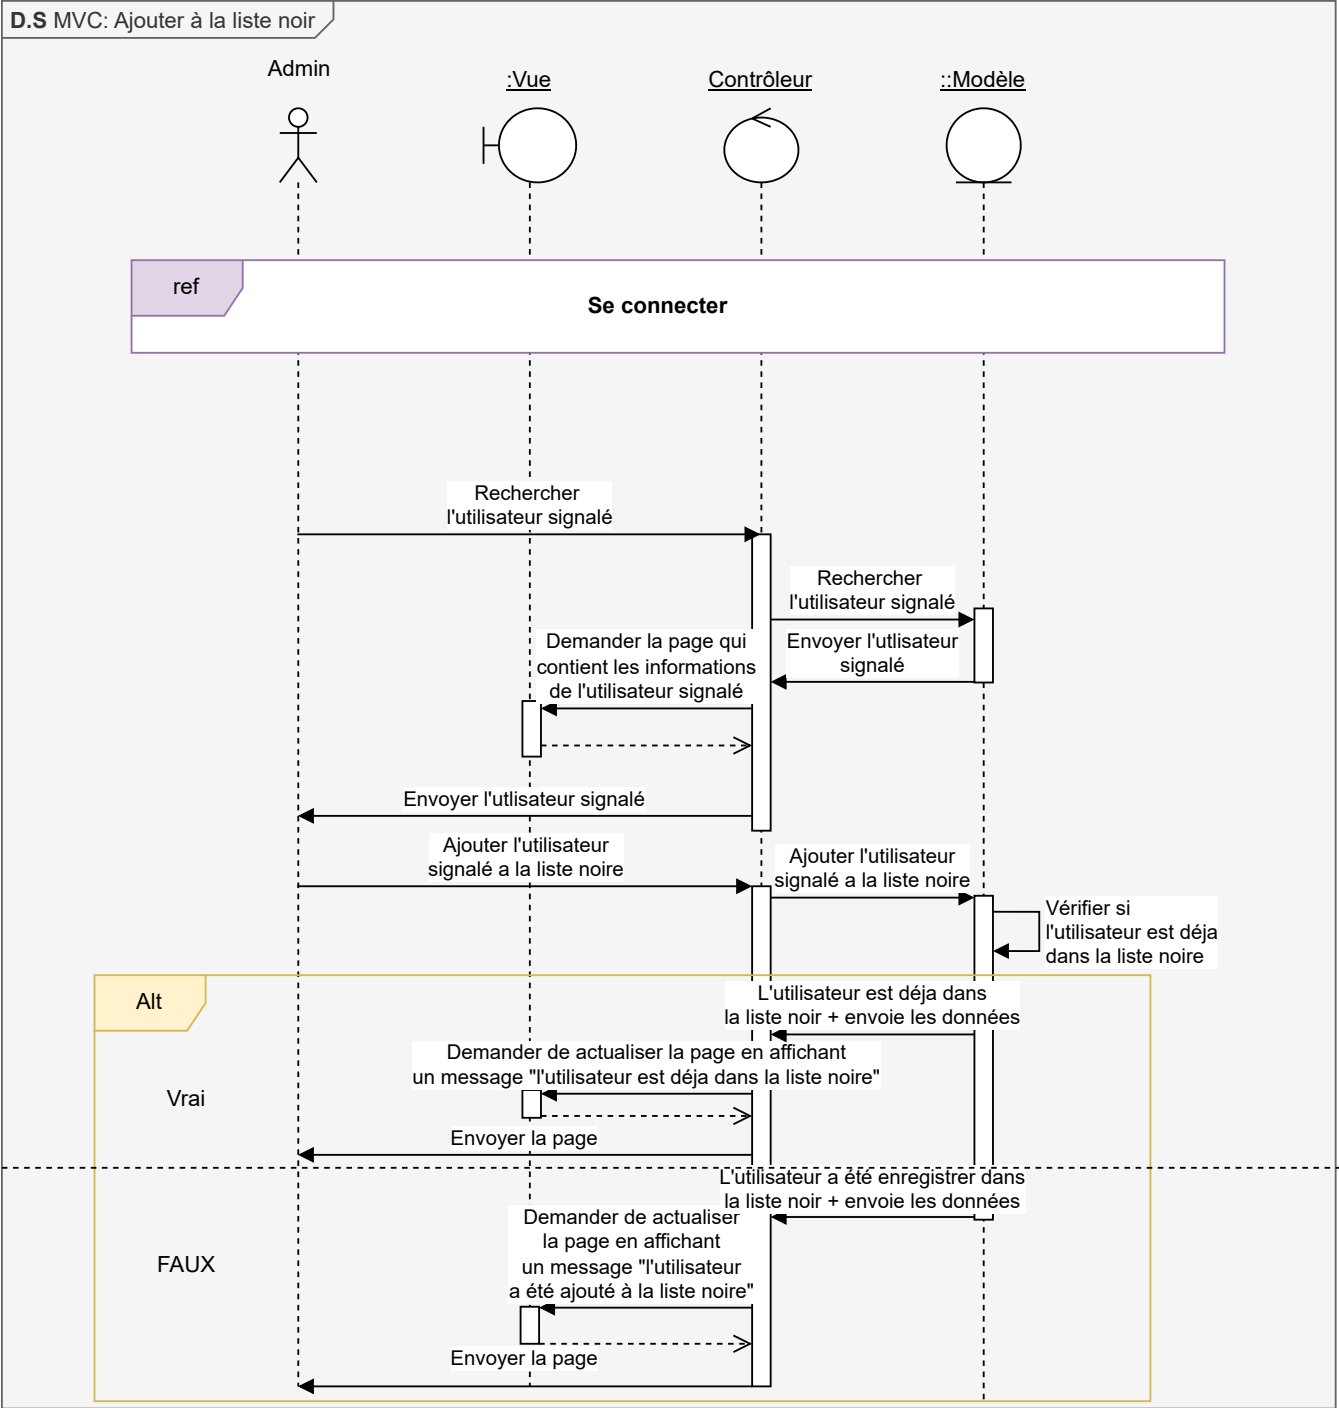 D.S MVC: Ajouter à la liste noir
Admin
:Vue
Contrôleur
::Modèle
ref
Se connecter
Rechercher
l'utilisateur signalé
Rechercher
l'utilisateur signalé
Demander la page qui
contient les informations
de l'utilisateur signalé
Envoyer l'utlisateur
signalé
Envoyer l'utlisateur signalé
Ajouter l'utilisateur
signalé a la liste noire
Ajouter l'utilisateur
signalé a la liste noire
Vérifier si
l'utilisateur est déja
dans la liste noire
Alt
L'utilisateur est déja dans
la liste noir + envoie les données
Demander de actualiser la page en affichant
un message "l'utilisateur est déja dans la liste noire"
Vrai
Envoyer la page
L'utilisateur a été enregistrer dans
la liste noir + envoie les données
Demander de actualiser
la page en affichant
un message "l'utilisateur
a été ajouté à la liste noire"
FAUX
Envoyer la page